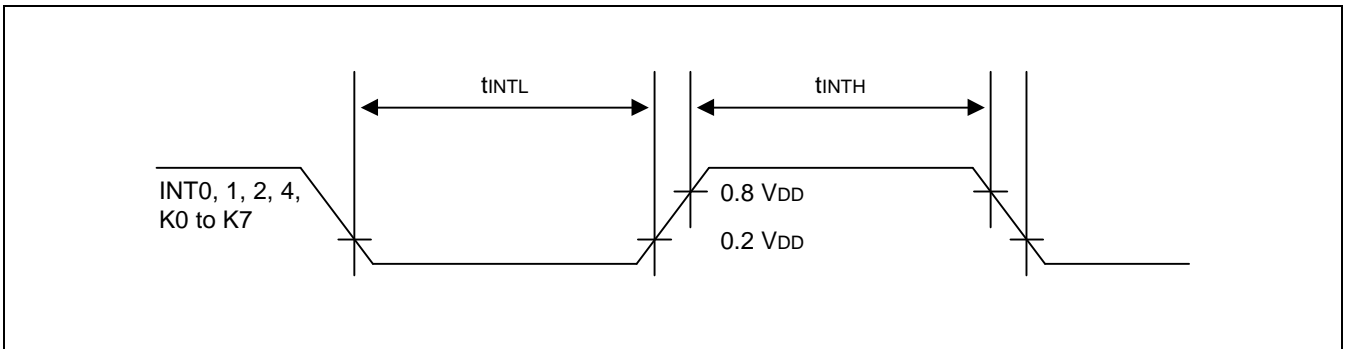 tINTL
tINTH
INT0, 1, 2, 4,
K0 to K7
0.8 VDD
0.2 VDD